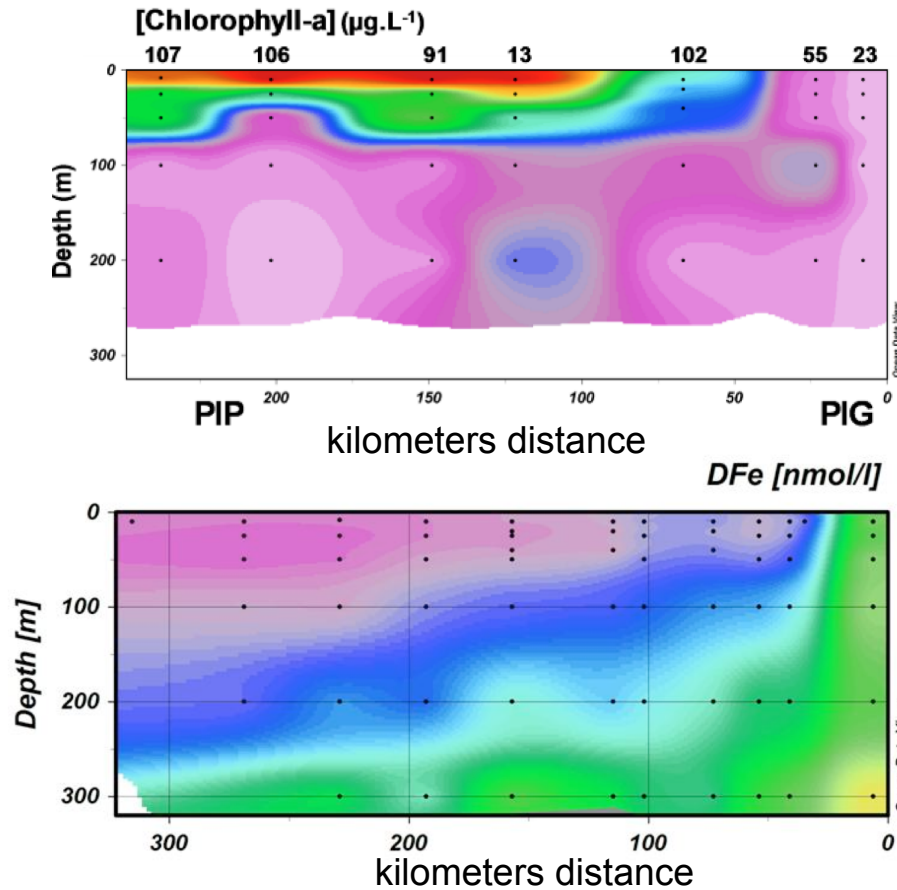 [Chlorophyll-a] (µg.L⁻¹)
107 106 91 13 102 55 23
0
100
200
300
Depth (m)
200 150 100 50 0
PIP PIG
kilometers distance
DFe [nmol/l]
0
100
200
300
Depth [m]
300 200 100 0
kilometers distance